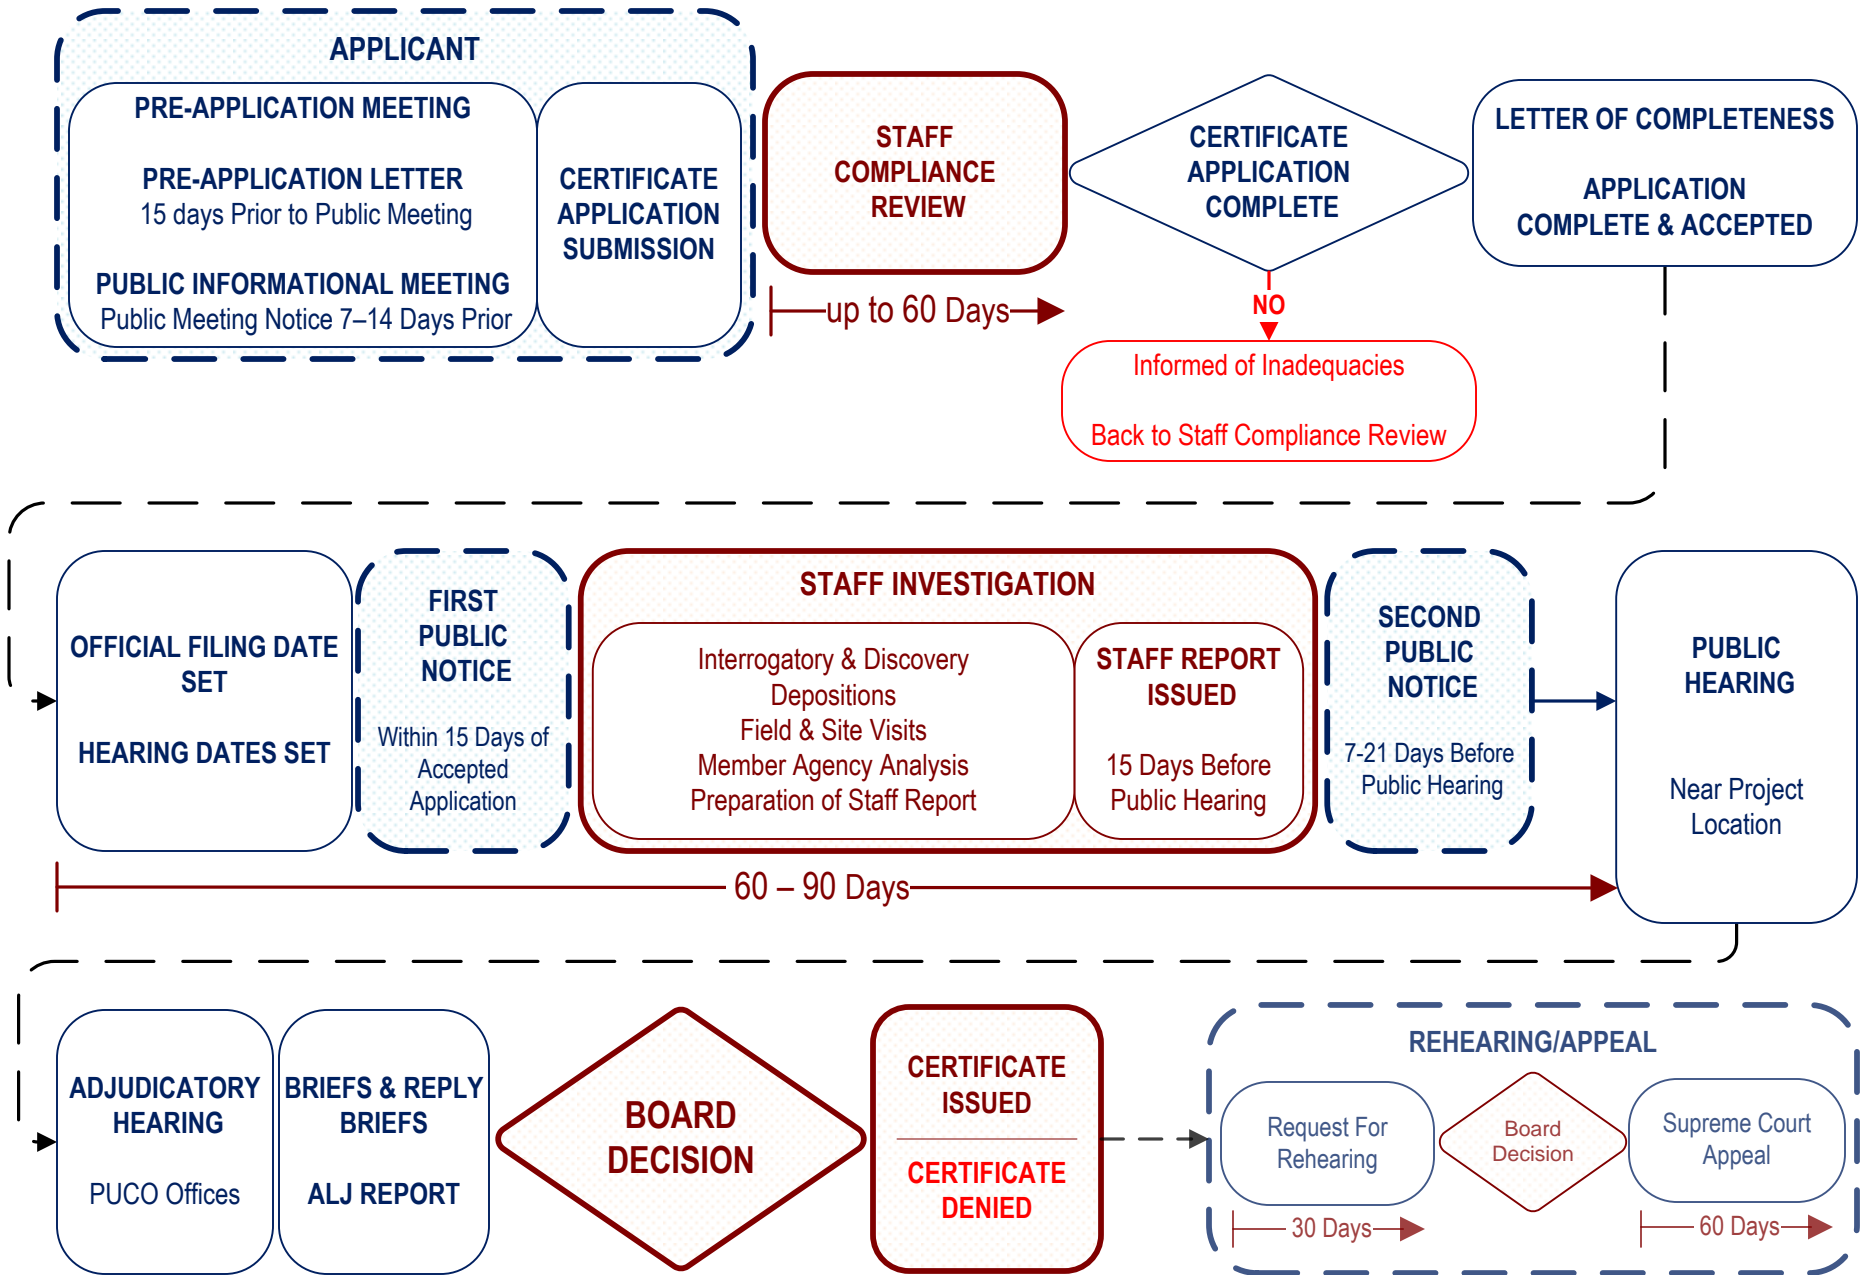 APPLICANT
PRE-APPLICATION MEETING
PRE-APPLICATION LETTER
15 days Prior to Public Meeting
PUBLIC INFORMATIONAL MEETING
Public Meeting Notice 7–14 Days Prior
CERTIFICATE
APPLICATION
SUBMISSION
STAFF
COMPLIANCE
REVIEW
up to 60 Days
CERTIFICATE
APPLICATION
COMPLETE
NO
Informed of Inadequacies
Back to Staff Compliance Review
LETTER OF COMPLETENESS
APPLICATION
COMPLETE & ACCEPTED
OFFICIAL FILING DATE
SET
HEARING DATES SET
FIRST
PUBLIC
NOTICE
Within 15 Days of
Accepted
Application
STAFF INVESTIGATION
Interrogatory & Discovery
Depositions
Field & Site Visits
Member Agency Analysis
Preparation of Staff Report
STAFF REPORT
ISSUED
15 Days Before
Public Hearing
SECOND
PUBLIC
NOTICE
7-21 Days Before
Public Hearing
PUBLIC
HEARING
Near Project
Location
60 – 90 Days
ADJUDICATORY
HEARING
PUCO Offices
BRIEFS & REPLY
BRIEFS
ALJ REPORT
BOARD
DECISION
CERTIFICATE
ISSUED
CERTIFICATE
DENIED
REHEARING/APPEAL
Request For
Rehearing
30 Days
Board
Decision
Supreme Court
Appeal
60 Days